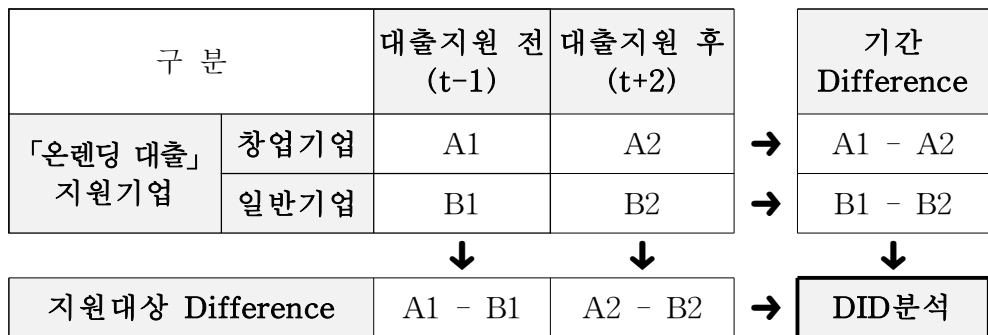 구 분
대출지원 전
(t-1)
대출지원 후
(t+2)
기간
Difference
「온렌딩 대출」
지원기업
창업기업
A1
A2
➔
A1 - A2
일반기업
B1
B2
➔
B1 - B2
지원대상 Difference
A1 - B1
A2 - B2
➔
DID분석